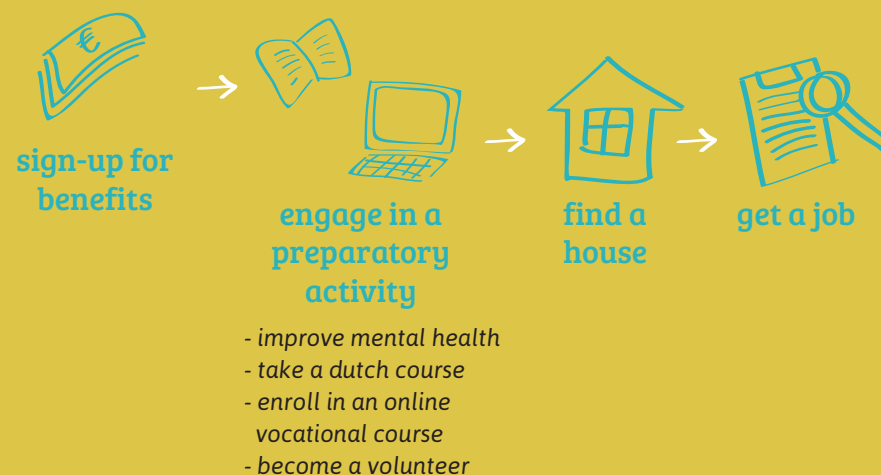 €
sign-up for
benefits
engage in a
preparatory
activity
- improve mental health
- take a dutch course
- enroll in an online
vocational course
- become a volunteer
find a
house
get a job